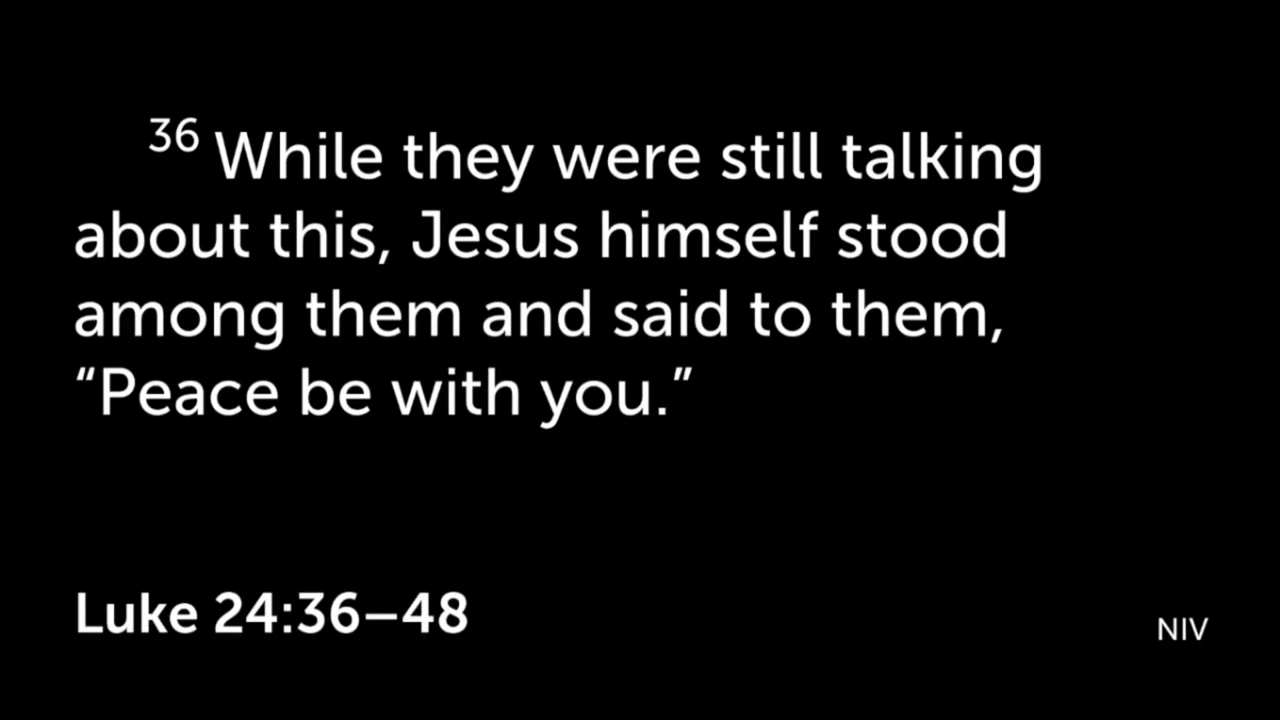 36 While they were still talking
about this, Jesus himself stood
among them and said to them,
“Peace be with you.”
Luke 24:36–48
NIV